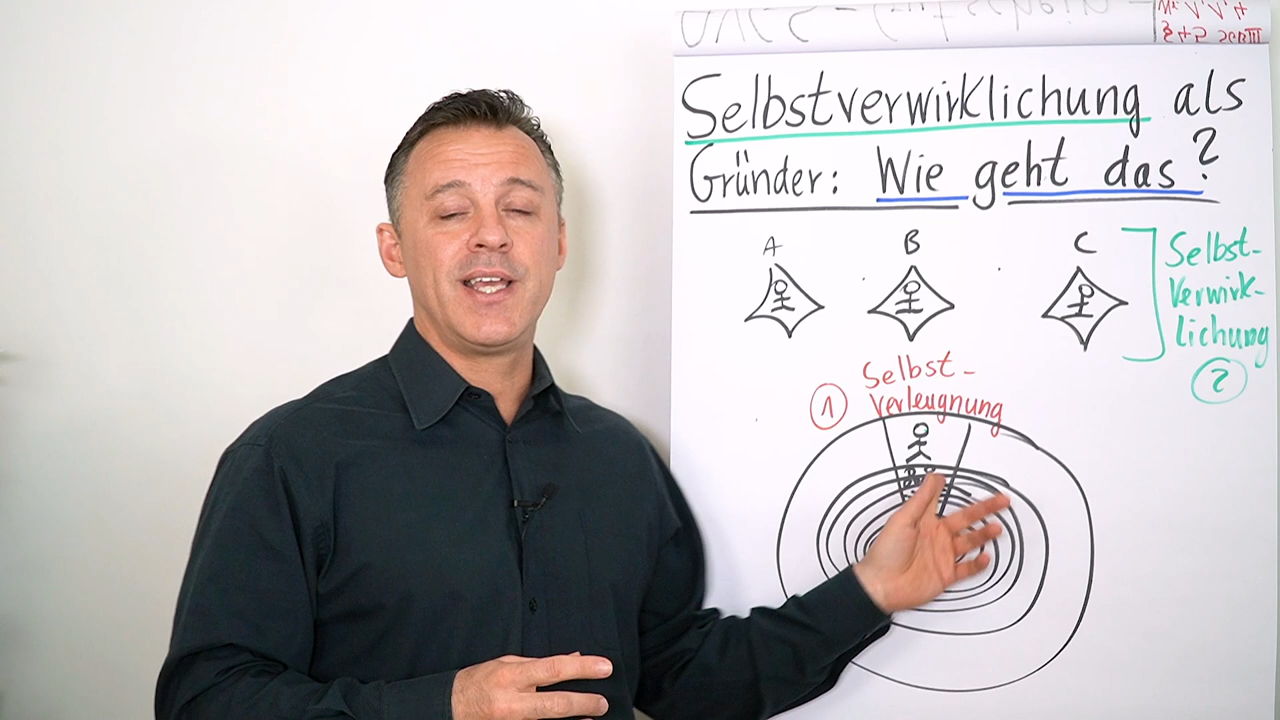 Selbstverwirklichung als
Gründer: Wie geht das?
A B C
Selbst-
Verwirk-
lichung
2
Selbst-
1 verleugnung